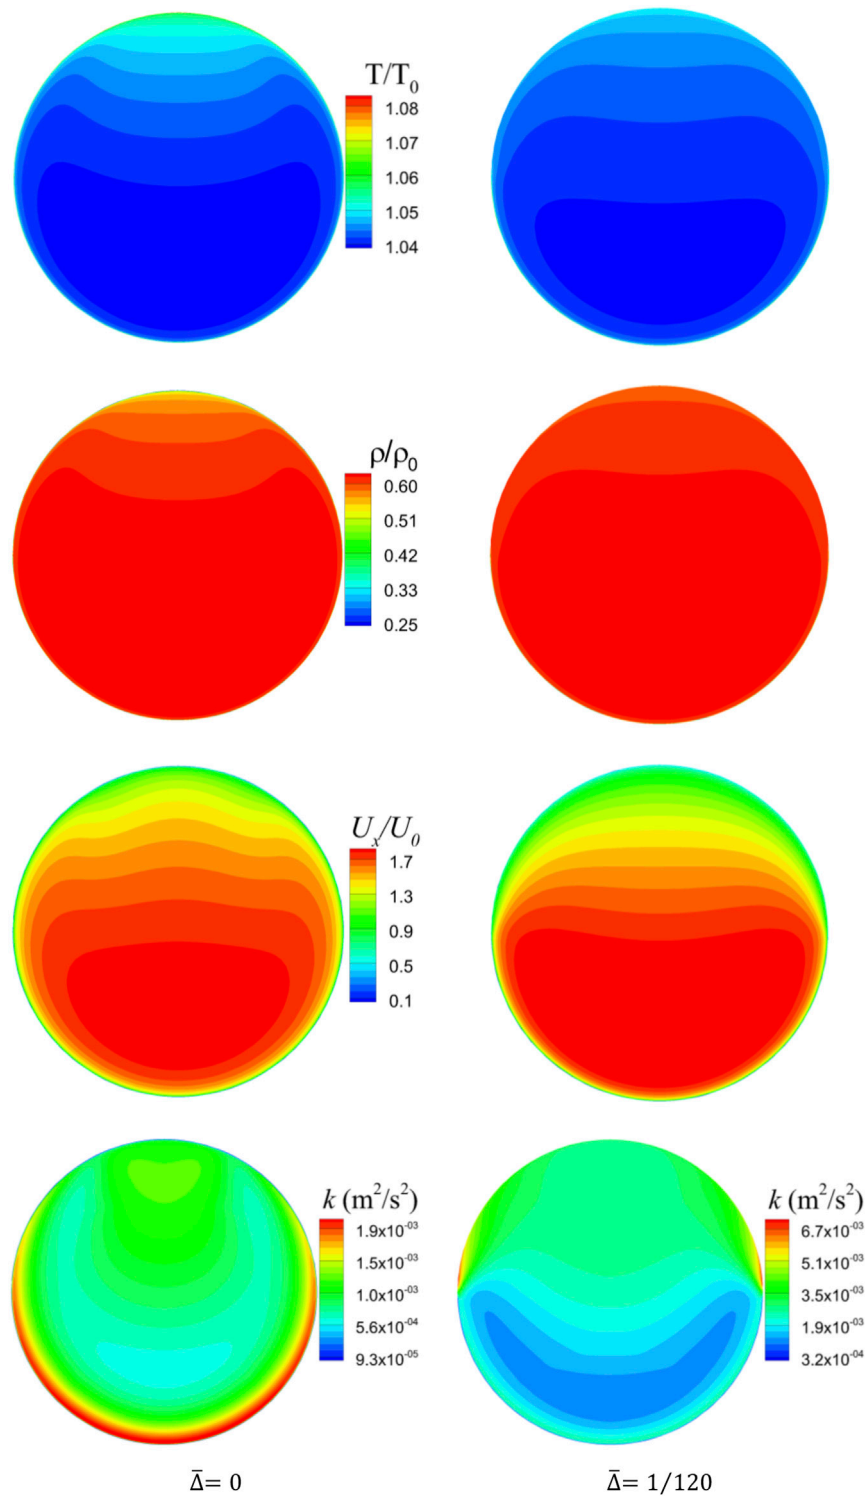 T/T₀
1.08
1.07
1.06
1.05
1.04
ρ/ρ₀
0.60
0.51
0.42
0.33
0.25
Uₓ/U₀
1.7
1.3
0.9
0.5
0.1
k (m²/s²)
1.9x10⁻⁰³
1.5x10⁻⁰³
1.0x10⁻⁰³
5.6x10⁻⁰⁴
9.3x10⁻⁰⁵
k (m²/s²)
6.7x10⁻⁰³
5.1x10⁻⁰³
3.5x10⁻⁰³
1.9x10⁻⁰³
3.2x10⁻⁰⁴
Δ̄= 0
Δ̄= 1/120